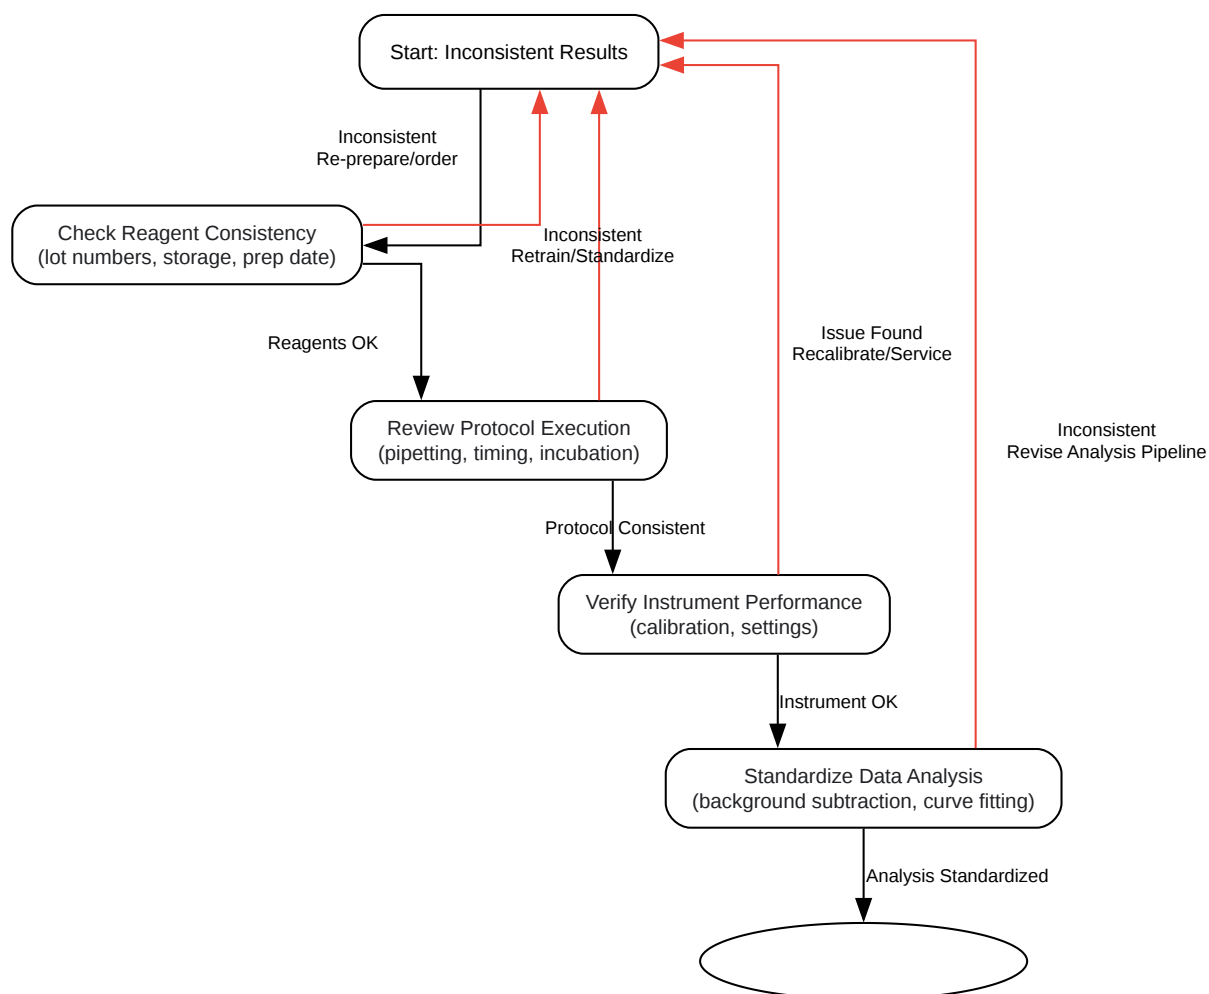 Start: Inconsistent Results
Inconsistent
Re-prepare/order
Check Reagent Consistency
(lot numbers, storage, prep date)
Inconsistent
Retrain/Standardize
Reagents OK
Issue Found
Recalibrate/Service
Review Protocol Execution
(pipetting, timing, incubation)
Inconsistent
Revise Analysis Pipeline
Protocol Consistent
Verify Instrument Performance
(calibration, settings)
Instrument OK
Standardize Data Analysis
(background subtraction, curve fitting)
Analysis Standardized